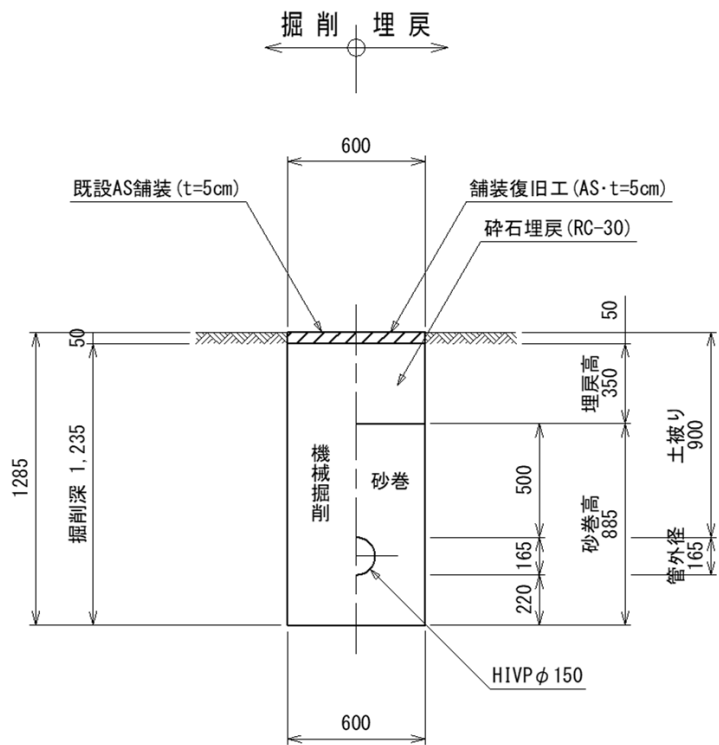 掘削 埋戻
600
既設AS舗装(t=5cm)
舗装復旧工(AS･t=5cm)
砕石埋戻(RC-30)
50
50
埋戻高
350
土被り
900
1285
掘削深 1,235
機械掘削
砂巻
500
砂巻高
885
165
管外径
165
220
HIVPφ150
600